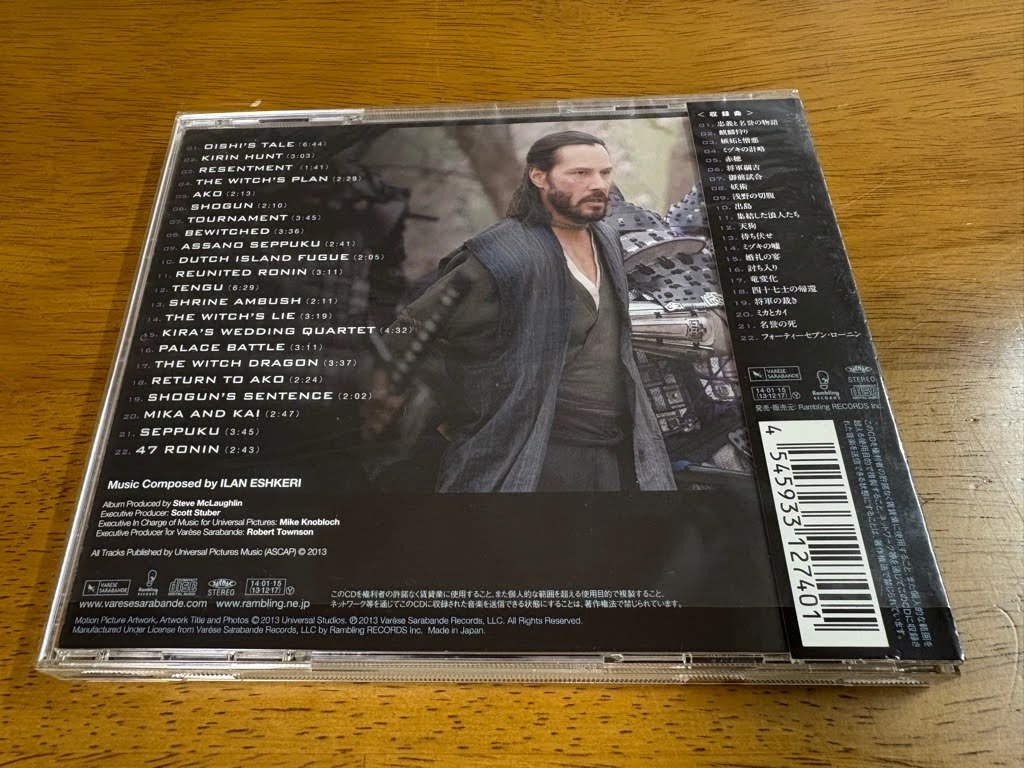 01. OISHI'S TALE (6:44)
02. KIRIN HUNT (3:03)
03. RESENTMENT (1:41)
04. THE WITCH'S PLAN (2:29)
05. AKO (2:13)
06. SHOGUN (2:10)
07. TOURNAMENT (3:45)
08. BEWITCHED (3:36)
09. ASSANO SEPPUKU (2:41)
10. DUTCH ISLAND FUGUE (2:05)
11. REUNITED RONIN (3:11)
12. TENGU (6:29)
13. SHRINE AMBUSH (2:11)
14. THE WITCH'S LIE (3:19)
15. KIRA'S WEDDING QUARTET (4:32)
16. PALACE BATTLE (3:11)
17. THE WITCH DRAGON (3:37)
18. RETURN TO AKO (2:24)
19. SHOGUN'S SENTENCE (2:02)
20. MIKA AND KAI (2:47)
21. SEPPUKU (3:45)
22. 47 RONIN (2:43)
Music Composed by ILAN ESHKERI
Album Produced by Steve McLaughlin
Executive Producer: Scott Stuber
Executive In Charge of Music for Universal Pictures: Mike Knobloch
Executive Producer for Varèse Sarabande: Robert Townson
All Tracks Published by Universal Pictures Music (ASCAP) © 2013
VARÈSE SARABANDE
Rambling RECORDS
COMPACT disc DIGITAL AUDIO
STEREO
14·01·15
(13·12·17) Y
www.varesesarabande.com www.rambling.ne.jp
このCDを権利者の許諾なく賃貸業に使用すること、また個人的な範囲を超える使用目的で複製すること、
ネットワーク等を通じてこのCDに収録された音楽を送信できる状態にすることは、著作権法で禁じられています。
Motion Picture Artwork, Artwork Title and Photos © 2013 Universal Studios. ℗ 2013 Varèse Sarabande Records, LLC. All Rights Reserved.
Manufactured Under License from Varèse Sarabande Records, LLC by Rambling RECORDS Inc. Made in Japan.
＜収録曲＞
01. 忠義と名誉の物語
02. 麒麟狩り
03. 嫉妬と憎悪
04. ミヅキの計略
05. 赤穂
06. 将軍綱吉
07. 御前試合
08. 妖術
09. 浅野の切腹
10. 出島
11. 集結した浪人たち
12. 天狗
13. 待ち伏せ
14. ミヅキの嘘
15. 婚礼の宴
16. 討ち入り
17. 竜変化
18. 四十七士の帰還
19. 将軍の裁き
20. ミカとカイ
21. 名誉の死
22. フォーティーセブン・ローニン
VARÈSE SARABANDE
Rambling RECORDS
STEREO
14·01·15
(13·12·17) Y
発売・販売元: Rambling RECORDS Inc.
4 545933 127401